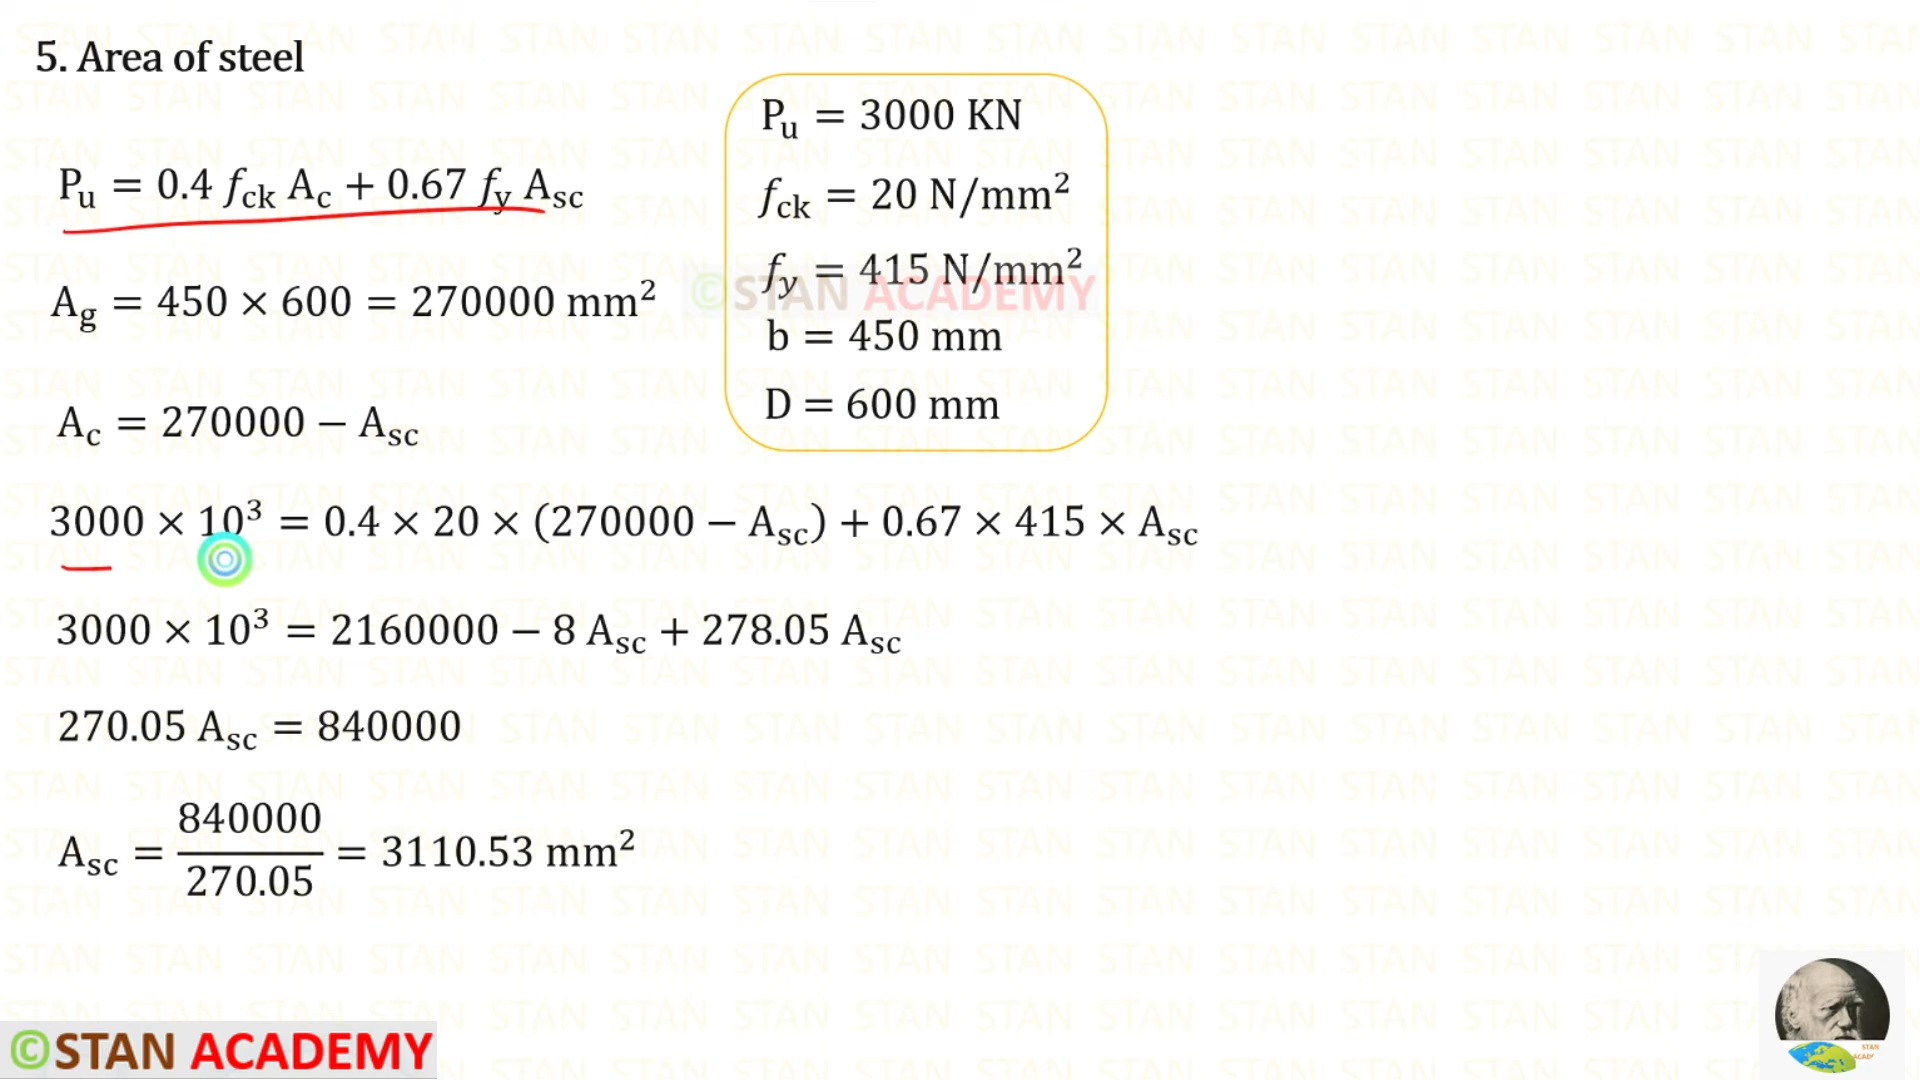 5. Area of steel
Pu = 0.4 fck Ac + 0.67 fy Asc
Ag = 450 × 600 = 270000 mm²
Ac = 270000 − Asc
Pu = 3000 KN
fck = 20 N/mm²
fy = 415 N/mm²
b = 450 mm
D = 600 mm
©STAN ACADEMY
3000 × 10³ = 0.4 × 20 × (270000 − Asc) + 0.67 × 415 × Asc
3000 × 10³ = 2160000 − 8 Asc + 278.05 Asc
270.05 Asc = 840000
Asc = 840000/270.05 = 3110.53 mm²
©STAN ACADEMY
STAN